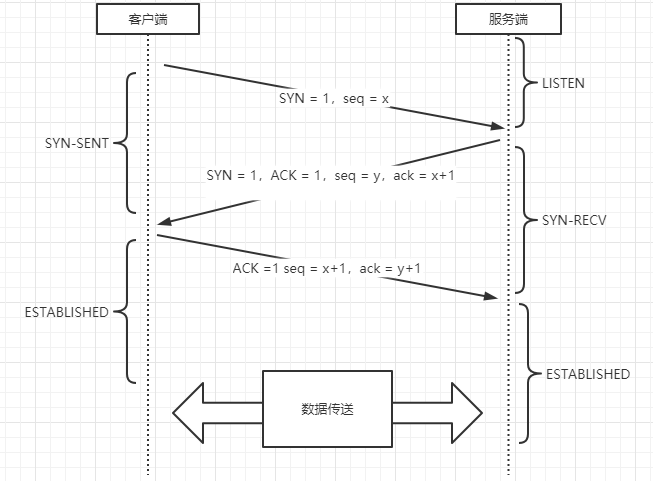 客户端
服务端
LISTEN
SYN = 1，seq = x
SYN-SENT
SYN = 1，ACK = 1，seq = y，ack = x+1
SYN-RECV
ACK =1 seq = x+1，ack = y+1
ESTABLISHED
ESTABLISHED
数据传送